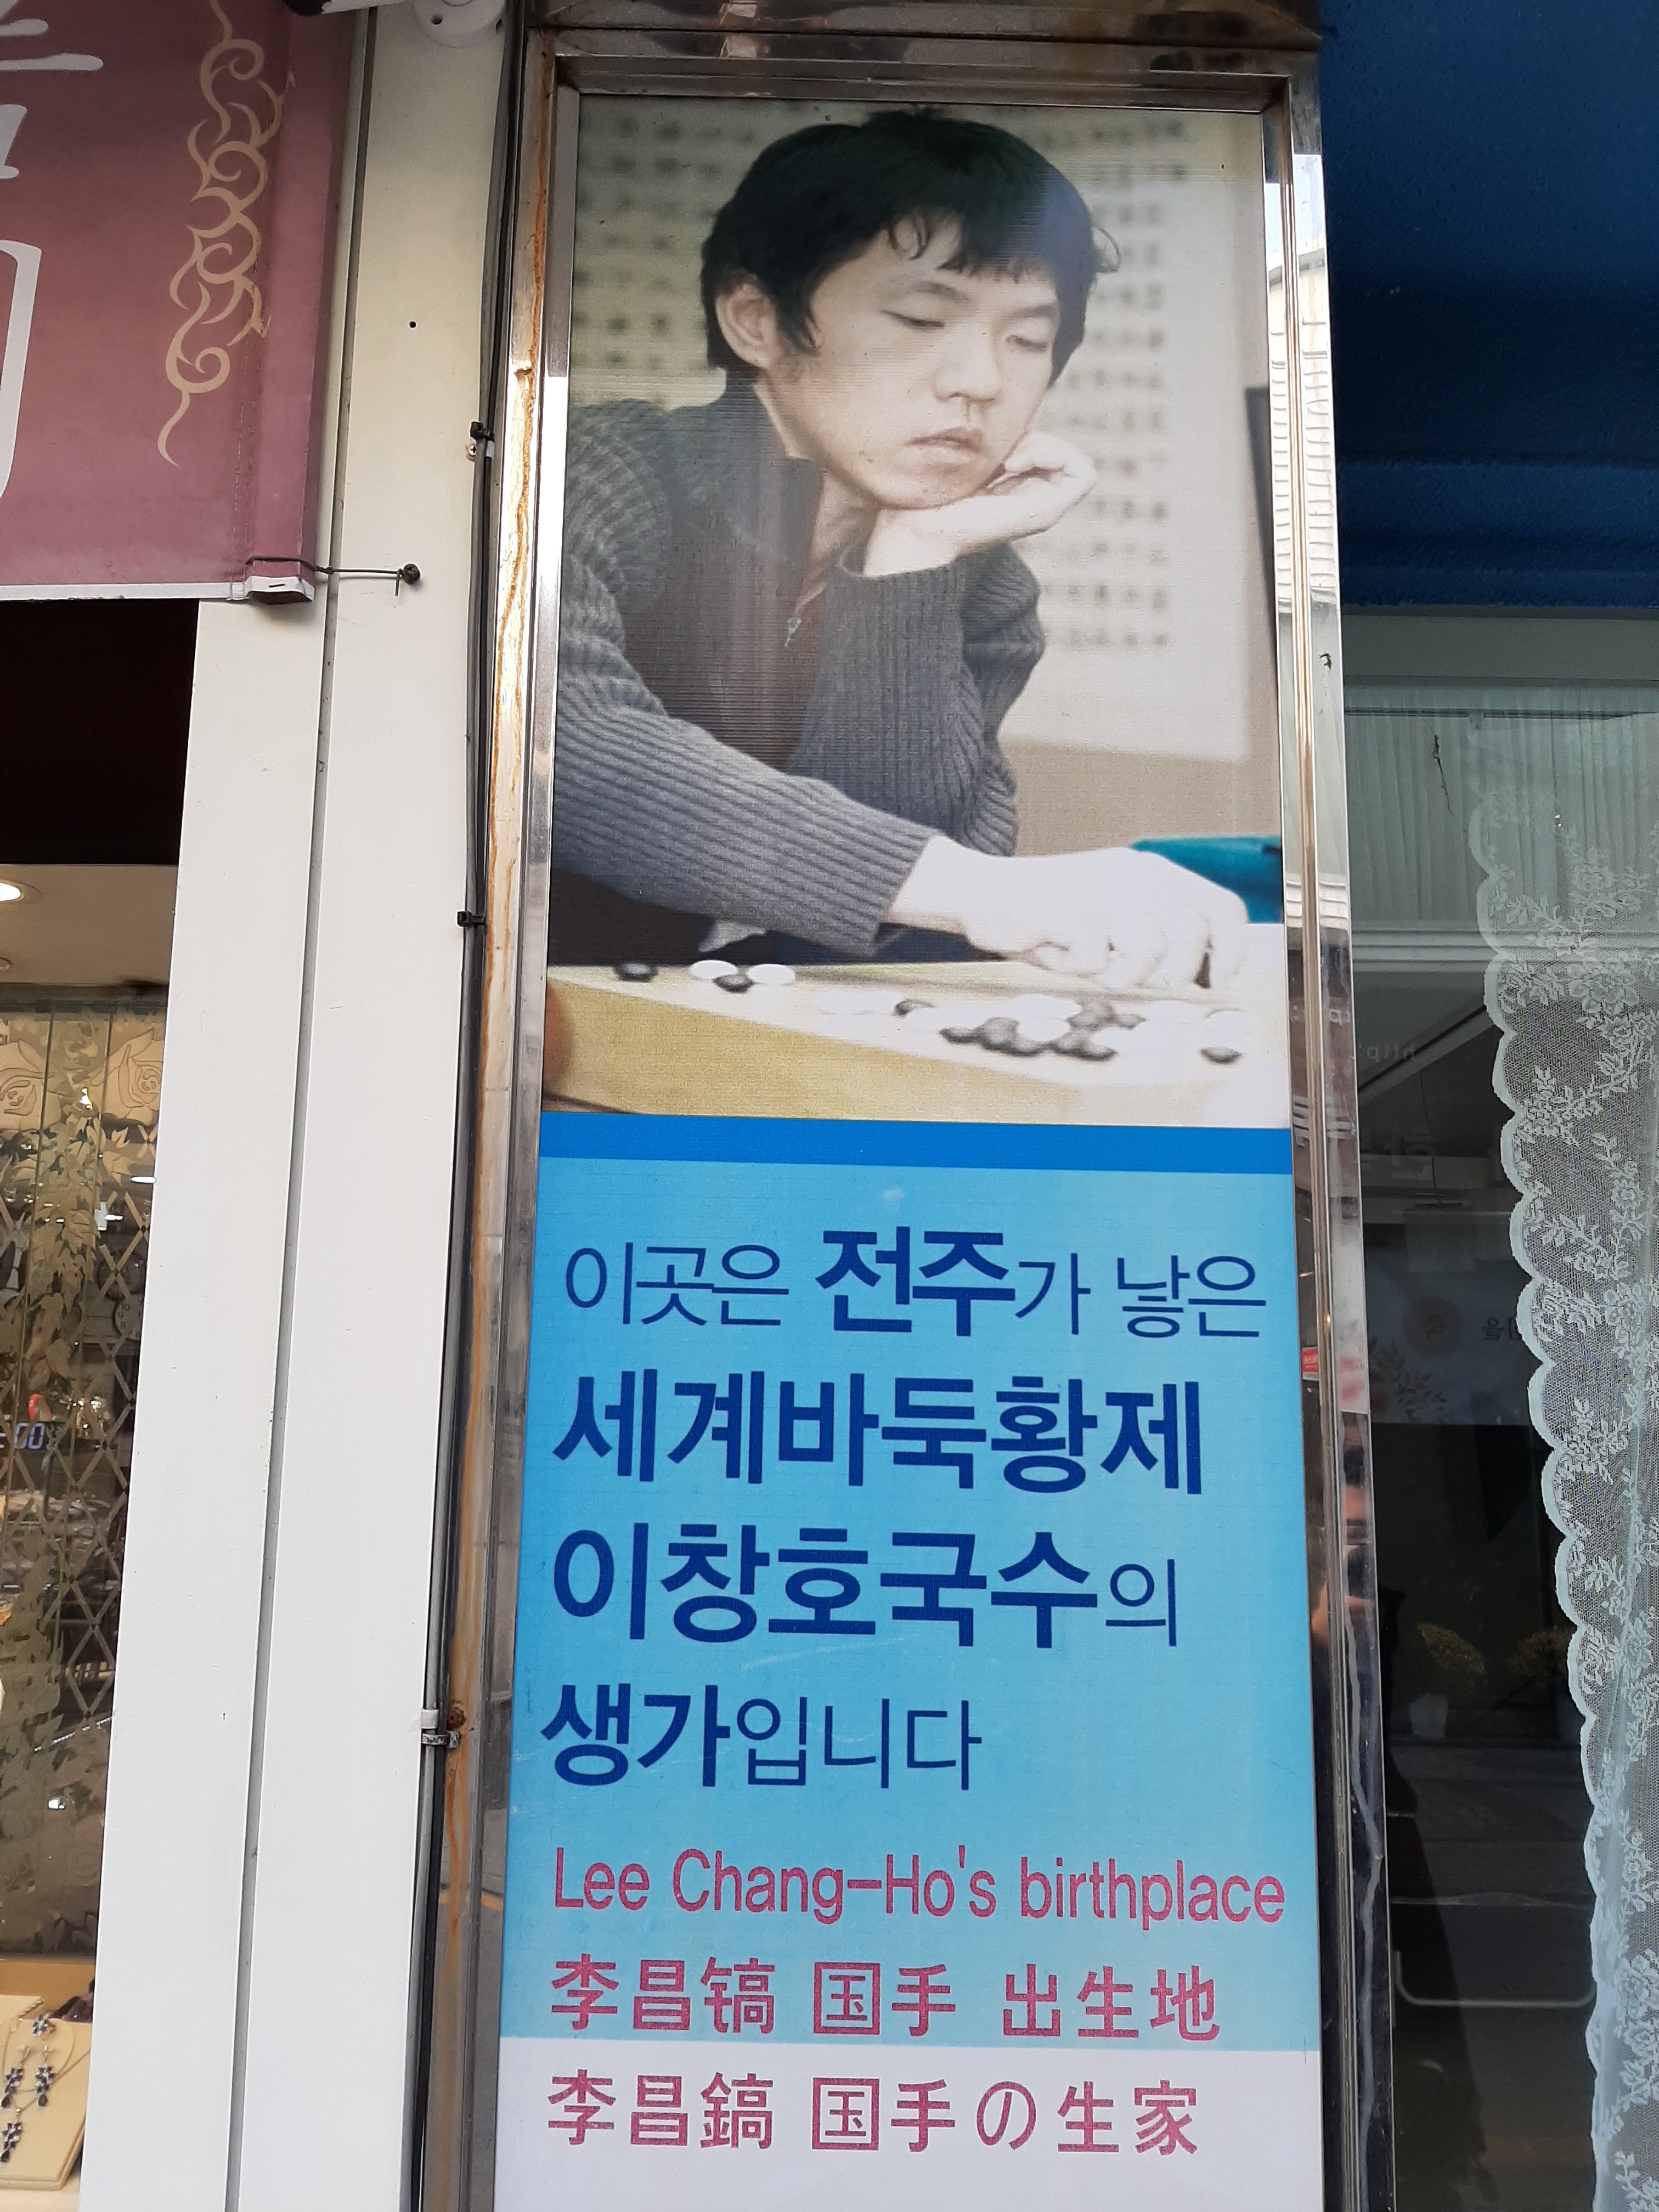 이곳은 전주가 낳은
세계바둑황제
이창호국수의
생가입니다
Lee Chang-Ho's birthplace
李昌镐 国手 出生地
李昌鎬 国手の生家